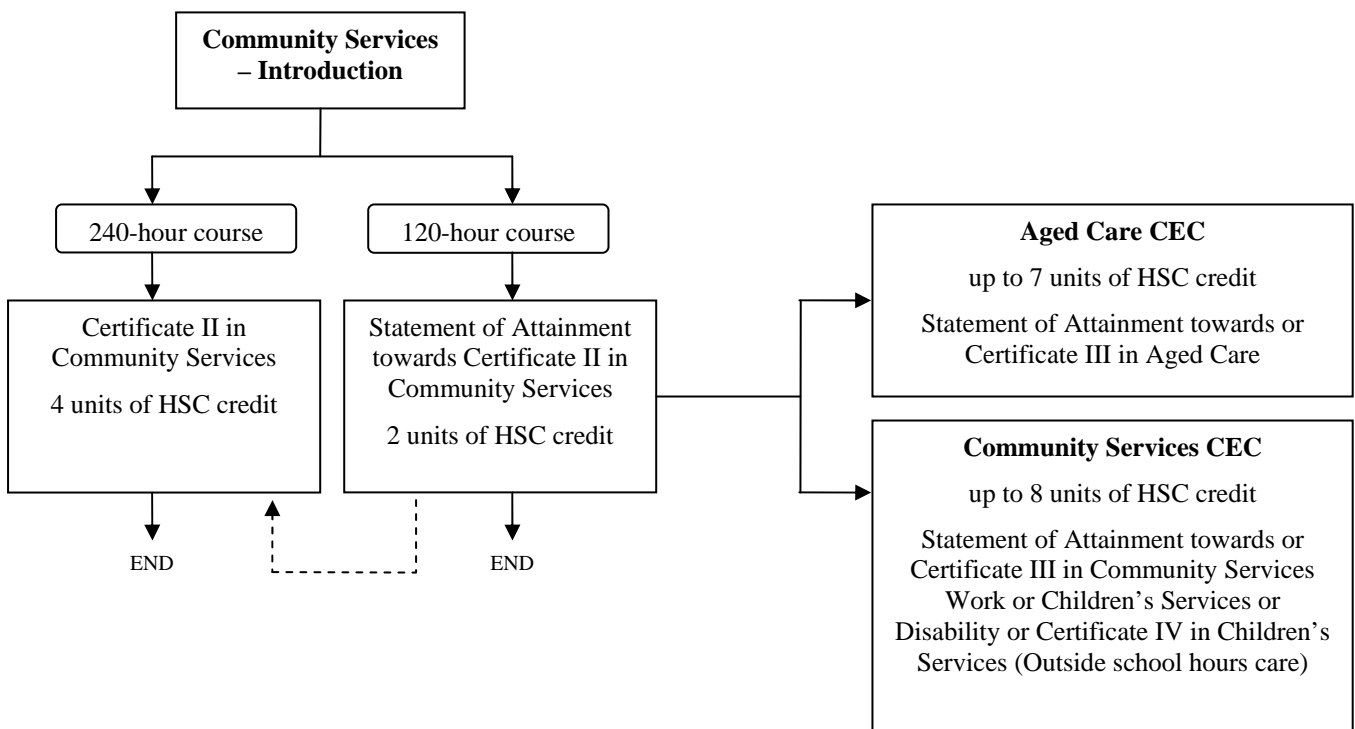 Community Services
– Introduction
240-hour course
120-hour course
Certificate II in
Community Services
4 units of HSC credit
END
Statement of Attainment
towards Certificate II in
Community Services
2 units of HSC credit
END
Aged Care CEC
up to 7 units of HSC credit
Statement of Attainment towards or
Certificate III in Aged Care
Community Services CEC
up to 8 units of HSC credit
Statement of Attainment towards or
Certificate III in Community Services
Work or Children’s Services or
Disability or Certificate IV in Children’s
Services (Outside school hours care)